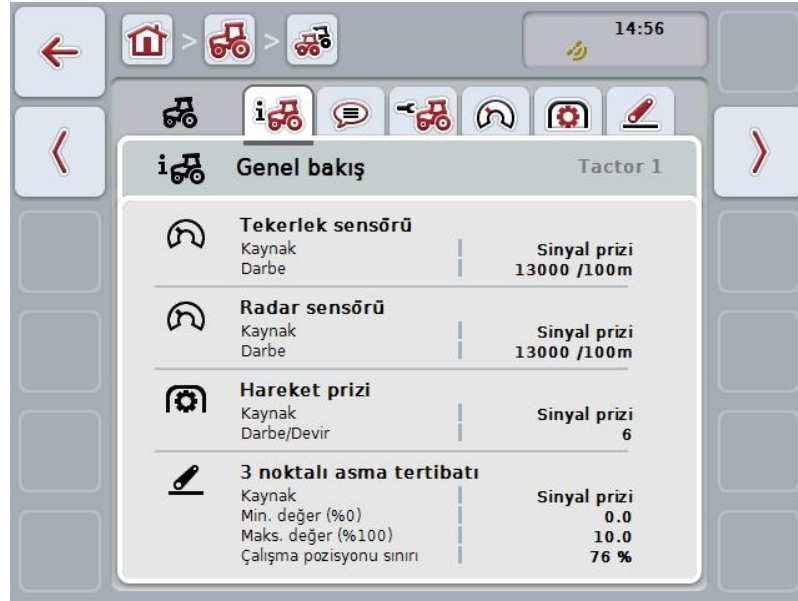 14:56
Genel bakış Tactor 1
Tekerlek sensörü
Kaynak Sinyal prizi
Darbe 13000 /100m
Radar sensörü
Kaynak Sinyal prizi
Darbe 13000 /100m
Hareket prizi
Kaynak Sinyal prizi
Darbe/Devir 6
3 noktalı asma tertibatı
Kaynak Sinyal prizi
Min. değer (%0) 0.0
Maks. değer (%100) 10.0
Çalışma pozisyonu sınırı 76 %